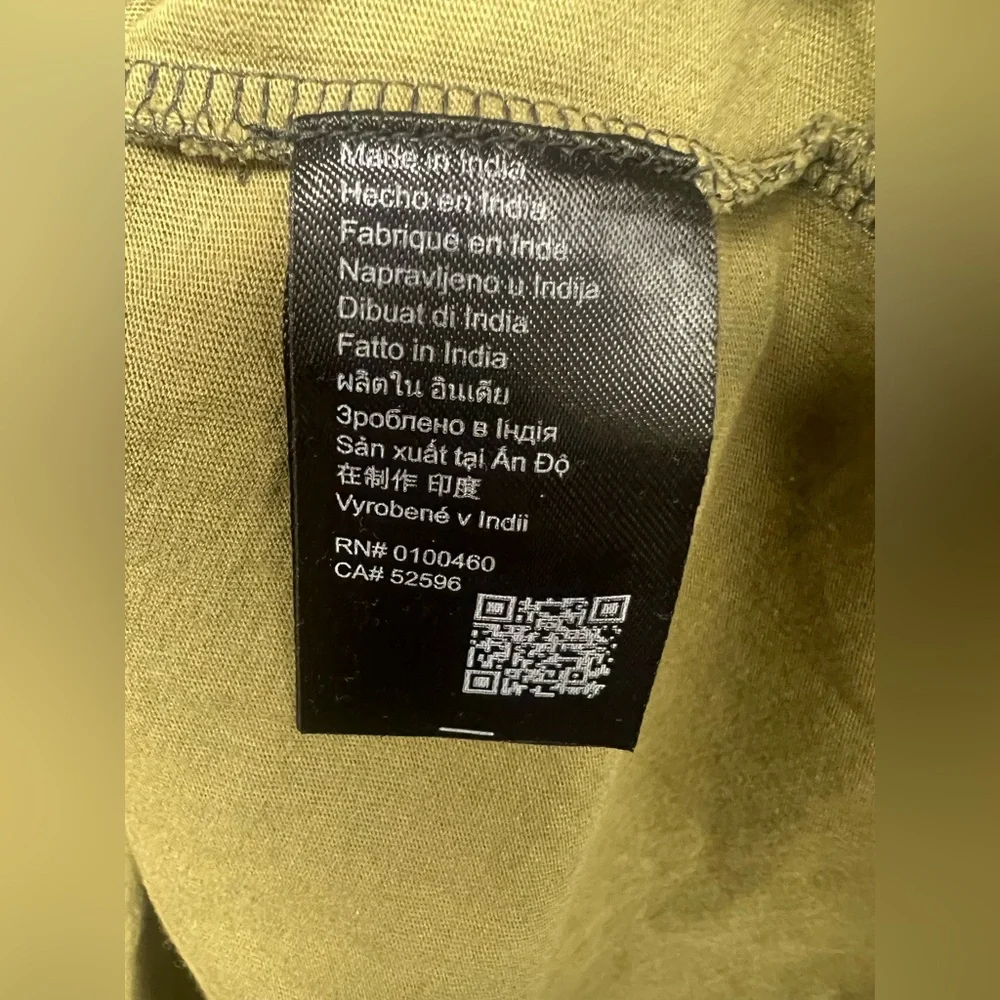 Made in India
Hecho en India
Fabriqué en Inde
Napravljeno u Indija
Dibuat di India
Fatto in India
ผลิตใน อินเดีย
Зроблено в Індія
Sản xuất tại Ấn Độ
在制作 印度
Vyrobené v Indii
RN# 0100460
CA# 52596